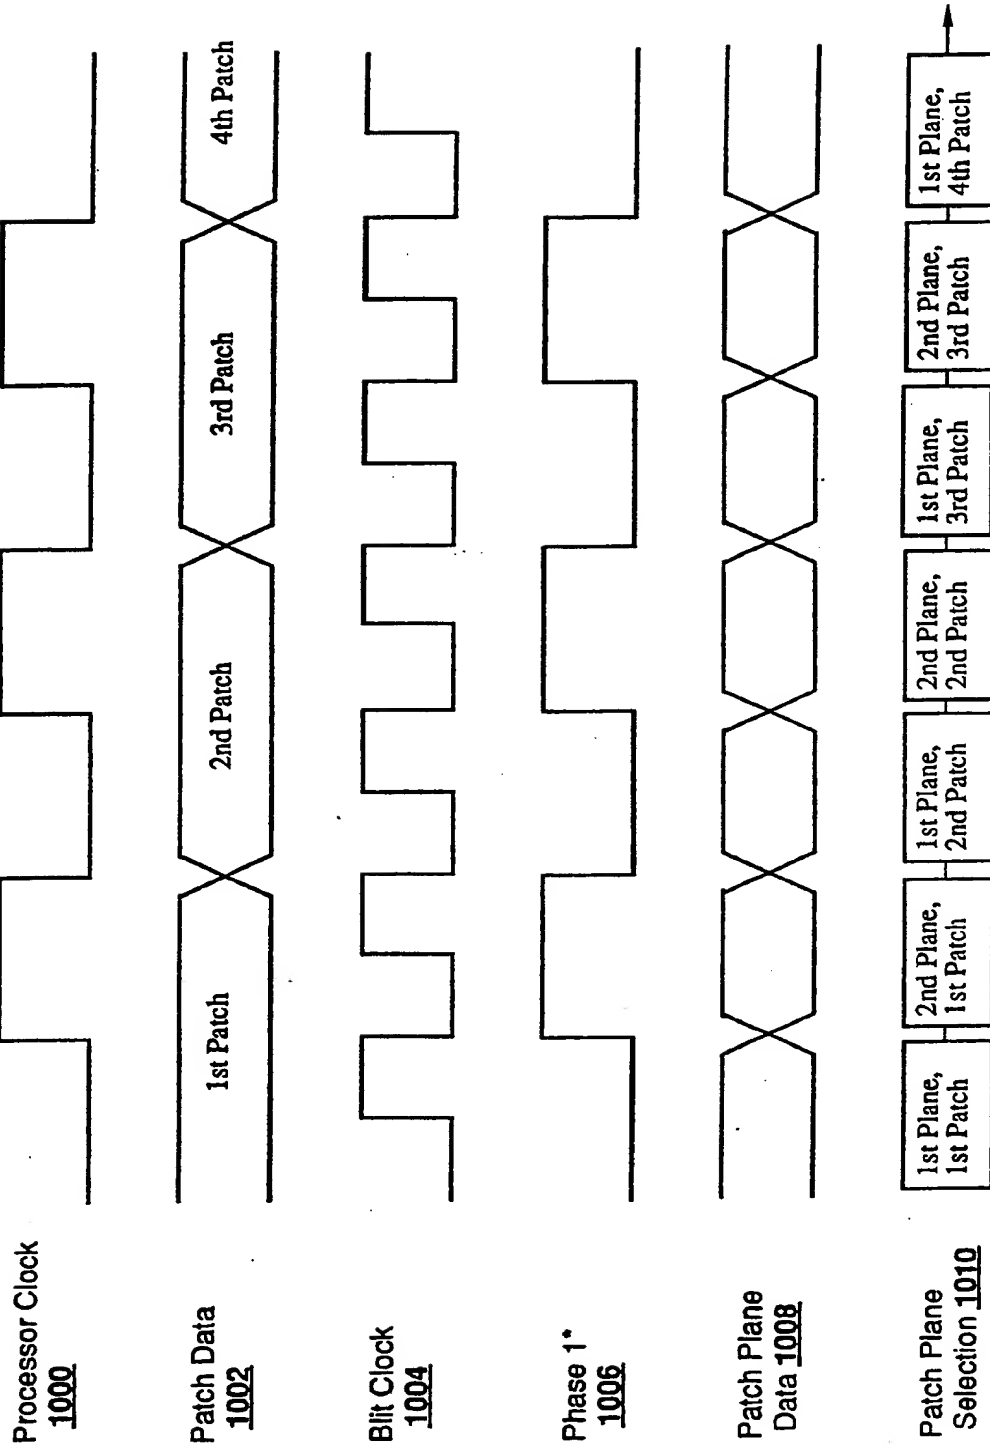 Processor Clock
1000
Patch Data
1002
1st Patch
2nd Patch
3rd Patch
4th Patch
Blit Clock
1004
Phase 1*
1006
Patch Plane
Data 1008
Patch Plane
Selection 1010
1st Plane,
1st Patch
2nd Plane,
1st Patch
1st Plane,
2nd Patch
2nd Plane,
2nd Patch
1st Plane,
3rd Patch
2nd Plane,
3rd Patch
1st Plane,
4th Patch